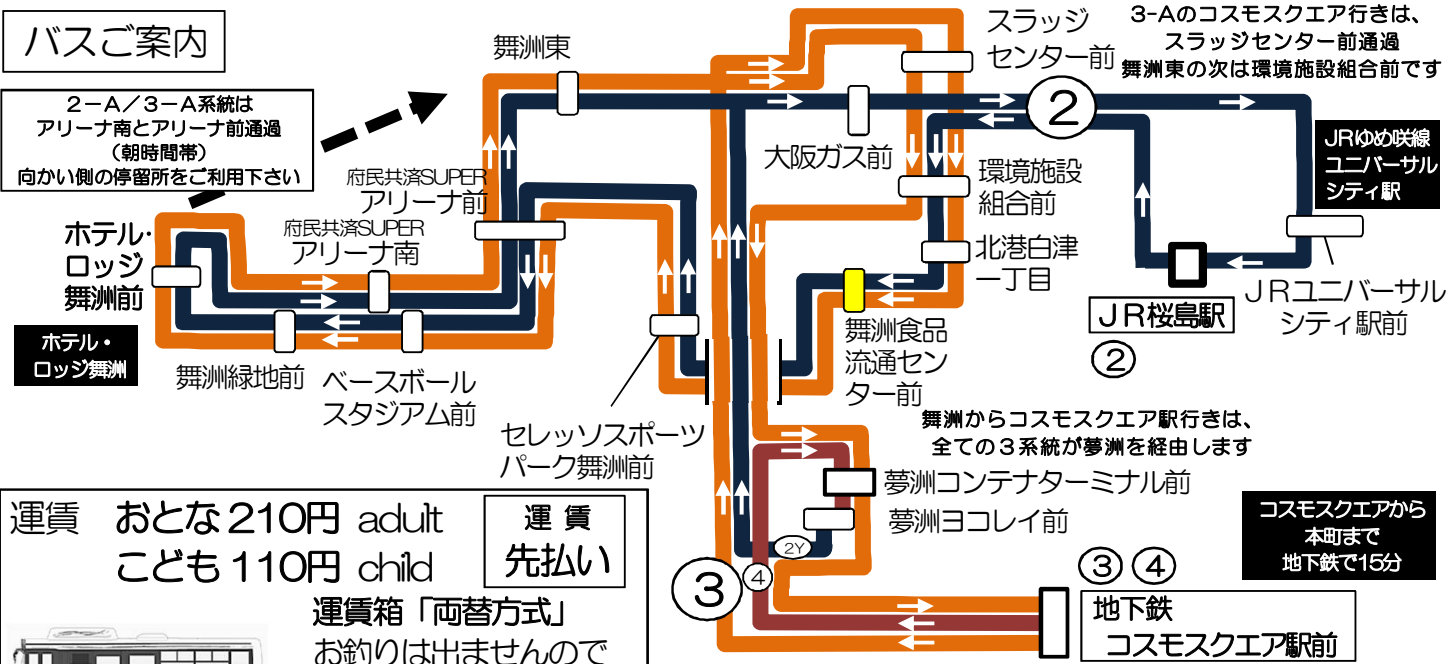 バスご案内
2-A/3-A系統は
アリーナ南とアリーナ前通過
(朝時間帯)
向かい側の停留所をご利用下さい
舞洲東
スラッジ
センター前
3-Aのコスモスクエア行きは、
スラッジセンター前通過
舞洲東の次は環境施設組合前です
②
大阪ガス前
JRゆめ咲線
ユニバーサル
シティ駅
環境施設
組合前
府民共済SUPER
アリーナ前
府民共済SUPER
アリーナ南
ホテル・
ロッジ
舞洲前
北港白津
一丁目
JRユニバーサル
シティ駅前
JR桜島駅
②
ホテル・
ロッジ舞洲
舞洲緑地前
ベースボール
スタジアム前
舞洲食品
流通セン
ター前
セレッソスポーツ
パーク舞洲前
舞洲からコスモスクエア駅行きは、
全ての3系統が夢洲を経由します
夢洲コンテナターミナル前
夢洲ヨコレイ前
2Y
③
④
コスモスクエアから
本町まで
地下鉄で15分
③ ④
地下鉄
コスモスクエア駅前
運賃 おとな210円 adult
こども110円 child
運賃
先払い
運賃箱「両替方式」
お釣りは出ませんので